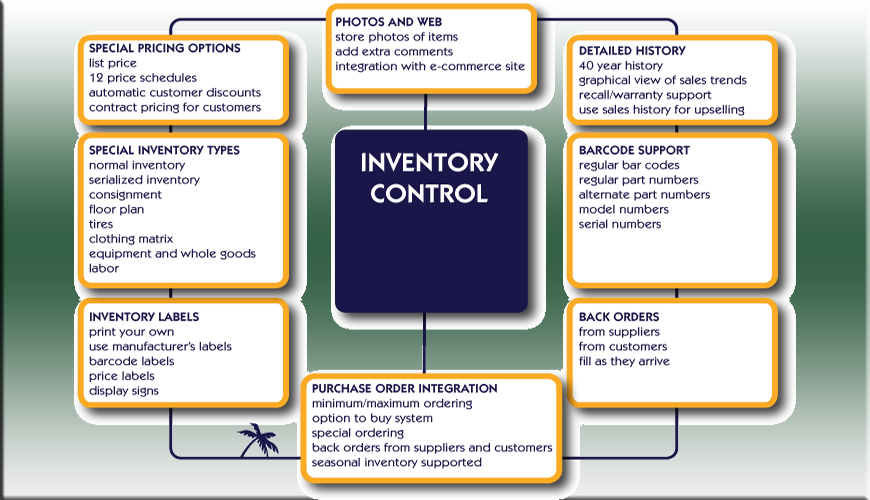 PHOTOS AND WEB
store photos of items
add extra comments
integration with e-commerce site
SPECIAL PRICING OPTIONS
list price
12 price schedules
automatic customer discounts
contract pricing for customers
DETAILED HISTORY
40 year history
graphical view of sales trends
recall/warranty support
use sales history for upselling
SPECIAL INVENTORY TYPES
normal inventory
serialized inventory
consignment
floor plan
tires
clothing matrix
equipment and whole goods
labor
INVENTORY
CONTROL
BARCODE SUPPORT
regular bar codes
regular part numbers
alternate part numbers
model numbers
serial numbers
INVENTORY LABELS
print your own
use manufacturer's labels
barcode labels
price labels
display signs
BACK ORDERS
from suppliers
from customers
fill as they arrive
PURCHASE ORDER INTEGRATION
minimum/maximum ordering
option to buy system
special ordering
back orders from suppliers and customers
seasonal inventory supported